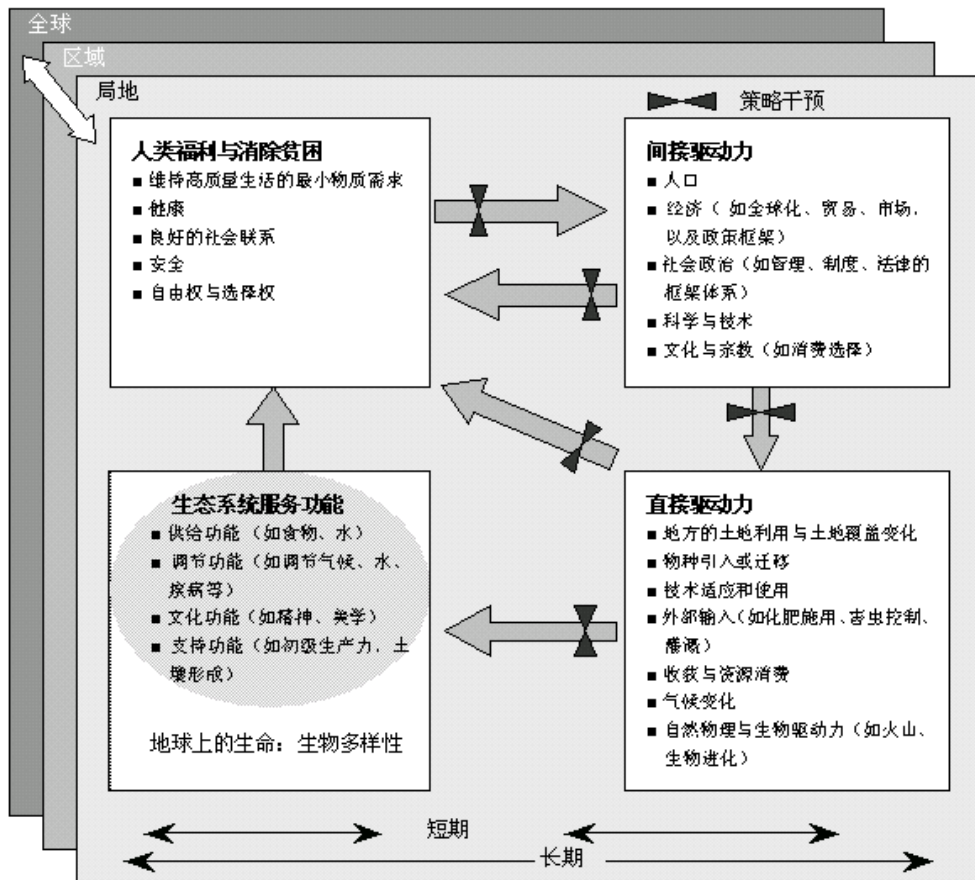 全球
区域
局地
策略干预
人类福利与消除贫困
■ 维持高质量生活的最小物质需求
■ 健康
■ 良好的社会联系
■ 安全
■ 自由权与选择权
间接驱动力
■ 人口
■ 经济（ 如全球化、贸易、市场，
以及政策框架）
■ 社会政治（如管理、制度、法律的
框架体系）
■ 科学与技术
■ 文化与宗教（如消费选择）
生态系统服务功能
■ 供给功能（如食物、水）
■ 调节功能（如调节气候、水、
疾病等）
■ 文化功能（如精神、美学）
■ 支持功能（如初级生产力，土
壤形成）
地球上的生命：生物多样性
直接驱动力
■ 地方的土地利用与土地覆盖变化
■ 物种引入或迁移
■ 技术适应和使用
■ 外部输入（如化肥施用、害虫控制、
灌溉）
■ 收获与资源消费
■ 气候变化
■ 自然物理与生物驱动力（如火山、
生物进化）
短期
长期